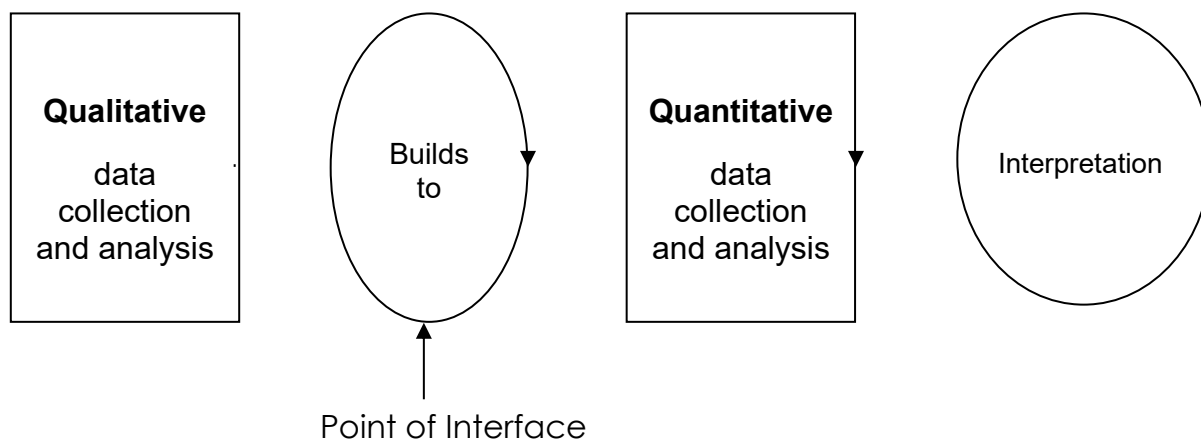 Qualitative
data
collection
and analysis
Builds
to
Quantitative
data
collection
and analysis
Interpretation
Point of Interface